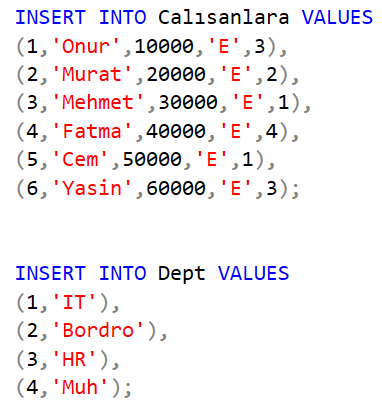 INSERT INTO Calısanlara VALUES
(1,'Onur',10000,'E',3),
(2,'Murat',20000,'E',2),
(3,'Mehmet',30000,'E',1),
(4,'Fatma',40000,'E',4),
(5,'Cem',50000,'E',1),
(6,'Yasin',60000,'E',3);
INSERT INTO Dept VALUES
(1,'IT'),
(2,'Bordro'),
(3,'HR'),
(4,'Muh');